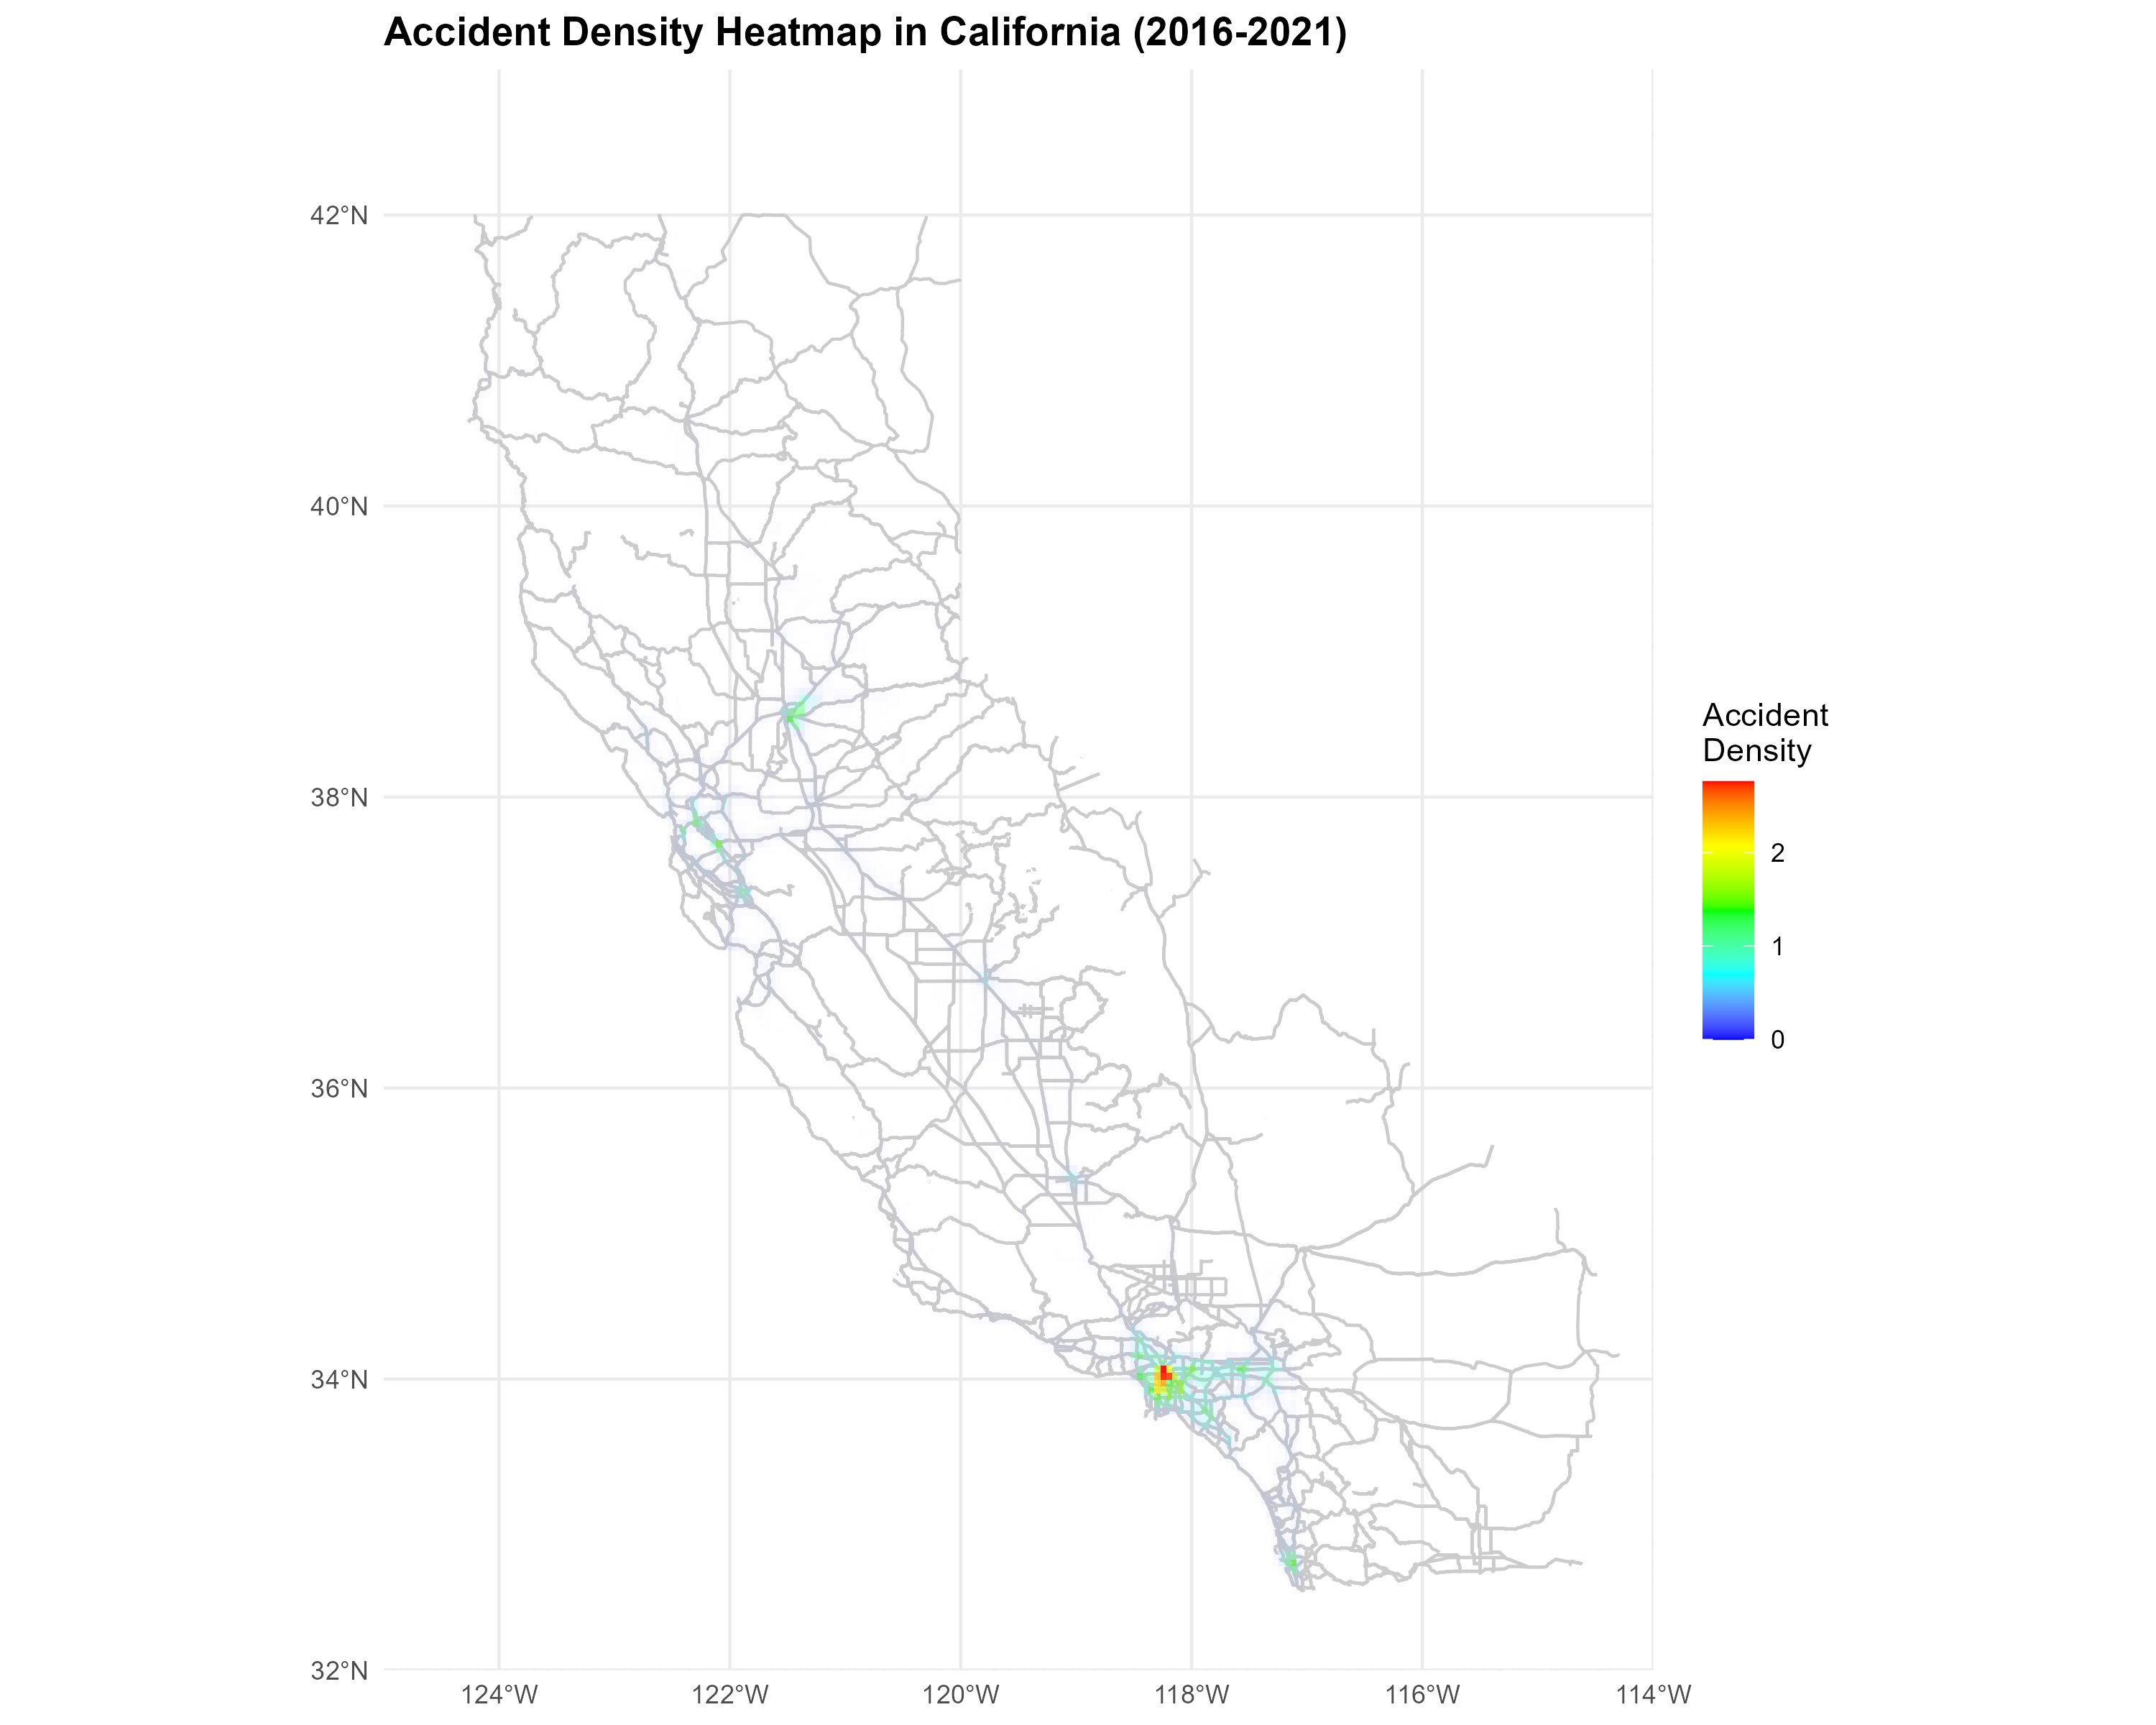 Accident Density Heatmap in California (2016-2021)
42°N
40°N
38°N
36°N
34°N
32°N
124°W
122°W
120°W
118°W
116°W
114°W
Accident
Density
2
1
0